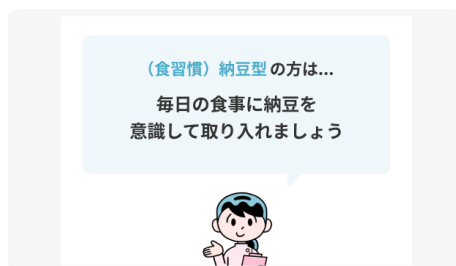 （食習慣）納豆型の方は...
毎日の食事に納豆を
意識して取り入れましょう